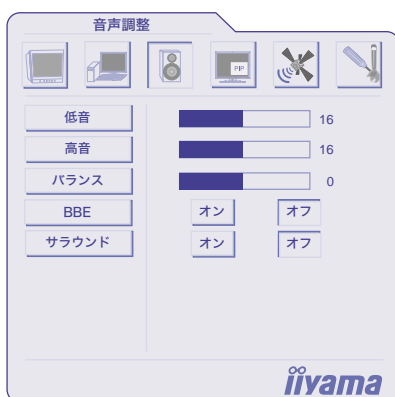 音声調整
PIP
低音 16
高音 16
バランス 0
BBE オン オフ
サラウンド オン オフ
iiyama